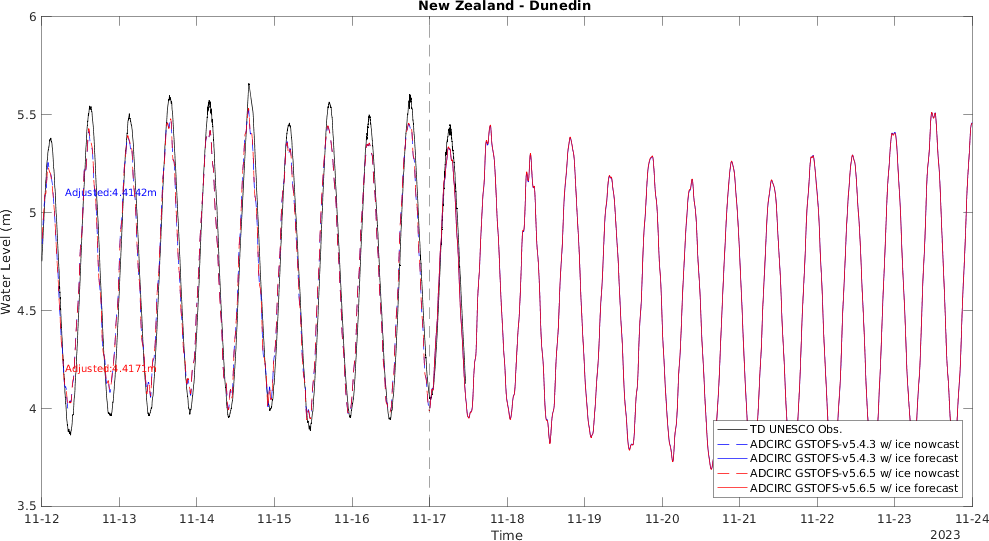 New Zealand - Dunedin
6
5.5
5
4.5
4
3.5
Water Level (m)
Adjusted:4.4142m
Adjusted:4.4171m
TD UNESCO Obs.
ADCIRC GSTOFS-v5.4.3 w/ ice nowcast
ADCIRC GSTOFS-v5.4.3 w/ ice forecast
ADCIRC GSTOFS-v5.6.5 w/ ice nowcast
ADCIRC GSTOFS-v5.6.5 w/ ice forecast
11-12 11-13 11-14 11-15 11-16 11-17 11-18 11-19 11-20 11-21 11-22 11-23 11-24
Time
2023